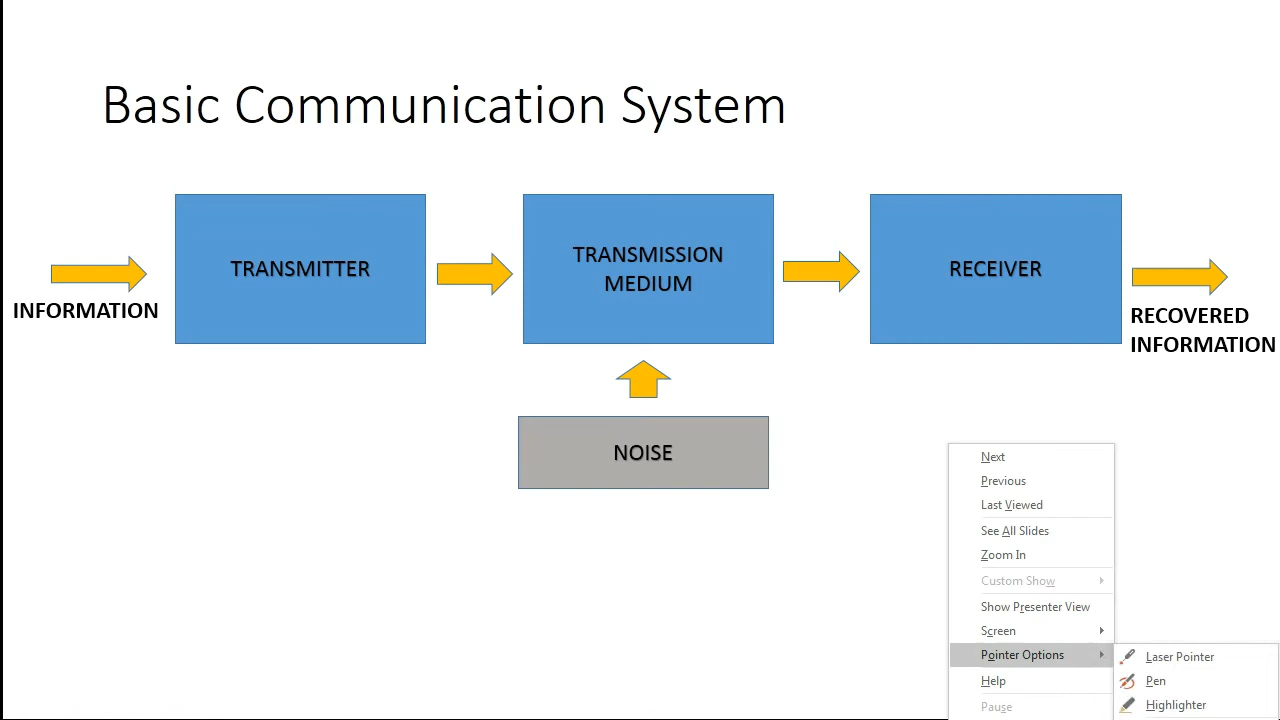 Basic Communication System
TRANSMITTER
TRANSMISSION
MEDIUM
RECEIVER
INFORMATION
RECOVERED
INFORMATION
NOISE
Next
Previous
Last Viewed
See All Slides
Zoom In
Custom Show
Show Presenter View
Screen
Pointer Options
Help
Pause
Laser Pointer
Pen
Highlighter